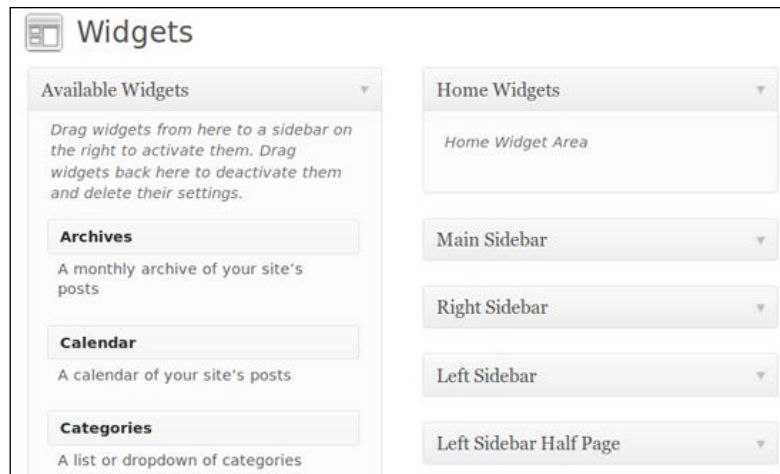 Widgets
Available Widgets
Drag widgets from here to a sidebar on
the right to activate them. Drag
widgets back here to deactivate them
and delete their settings.
Archives
A monthly archive of your site's
posts
Calendar
A calendar of your site's posts
Categories
A list or dropdown of categories
Home Widgets
Home Widget Area
Main Sidebar
Right Sidebar
Left Sidebar
Left Sidebar Half Page